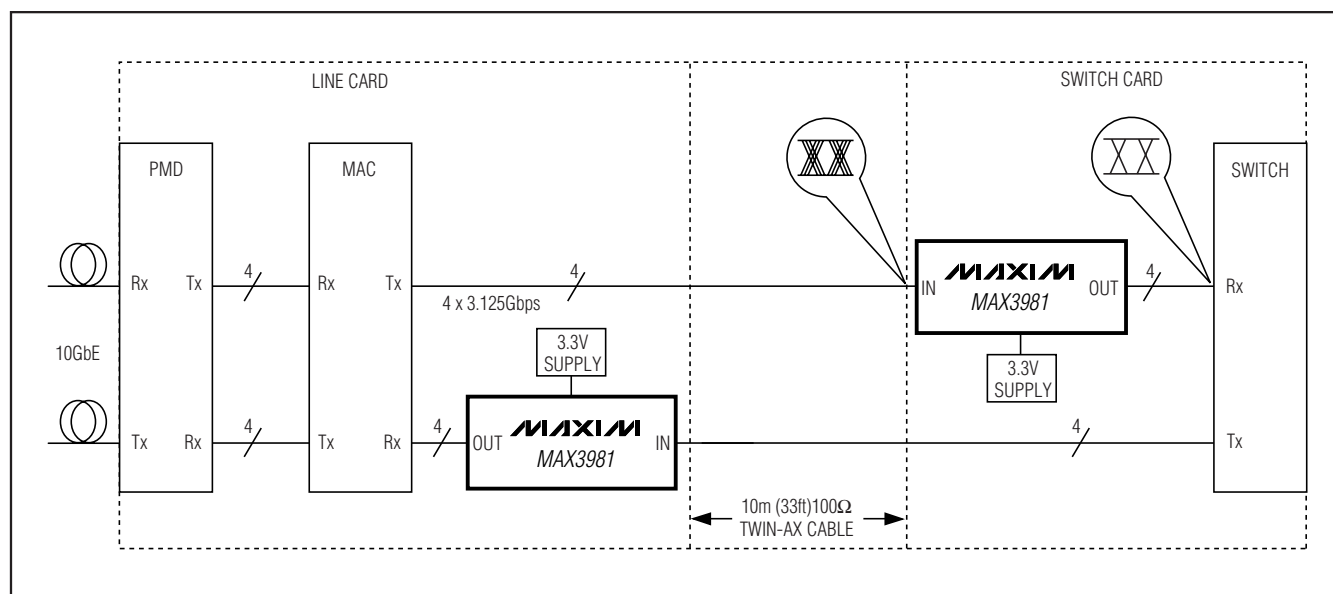 LINE CARD
SWITCH CARD
PMD
MAC
SWITCH
4
4
4
Rx
Tx
Rx
Tx
IN
MAXIM
MAX3981
OUT
Rx
4 x 3.125Gbps
10GbE
3.3V
SUPPLY
3.3V
SUPPLY
4
4
4
Tx
Rx
Tx
Rx
OUT
MAXIM
MAX3981
IN
Tx
10m (33ft)100Ω
TWIN-AX CABLE